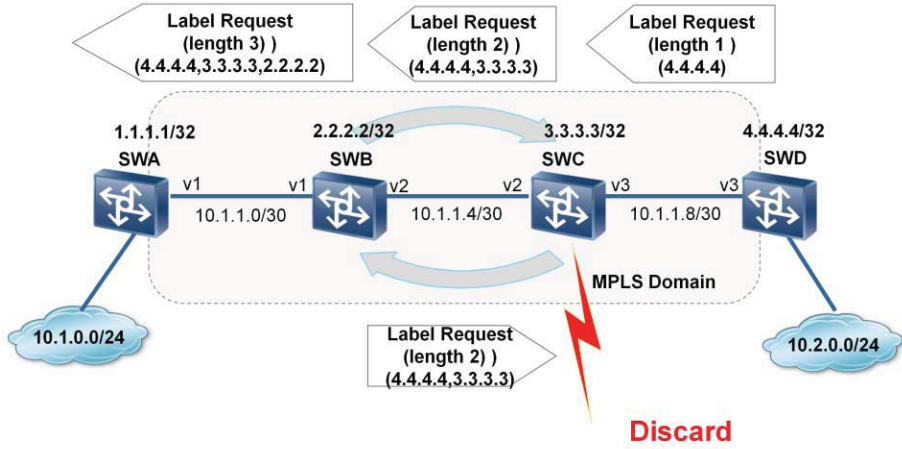 Label Request
(length 3) )
(4.4.4.4,3.3.3.3,2.2.2.2)
Label Request
(length 2) )
(4.4.4.4,3.3.3.3)
Label Request
(length 1 )
(4.4.4.4)
1.1.1.1/32
2.2.2.2/32
3.3.3.3/32
4.4.4.4/32
SWA
SWB
SWC
SWD
v1
v1
v2
v2
v3
v3
10.1.1.0/30
10.1.1.4/30
10.1.1.8/30
MPLS Domain
10.1.0.0/24
Label Request
(length 2) )
(4.4.4.4,3.3.3.3)
10.2.0.0/24
Discard